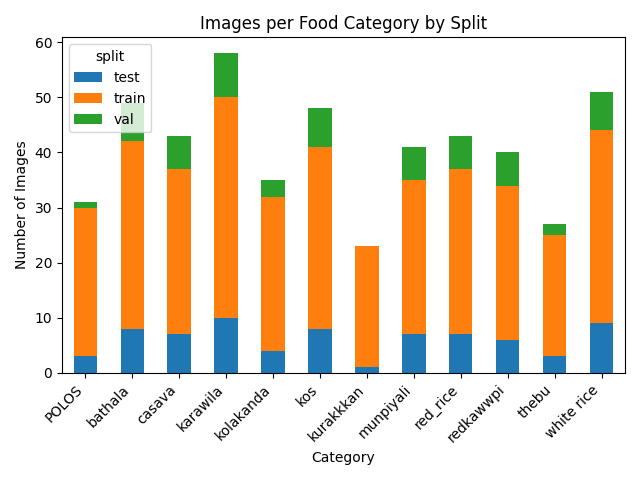 Images per Food Category by Split
split
test
train
val
Number of Images
60
50
40
30
20
10
0
POLOS
bathala
casava
karawila
kolakanda
kos
kurakkkan
munpiyali
red_rice
redkawwpi
thebu
white rice
Category